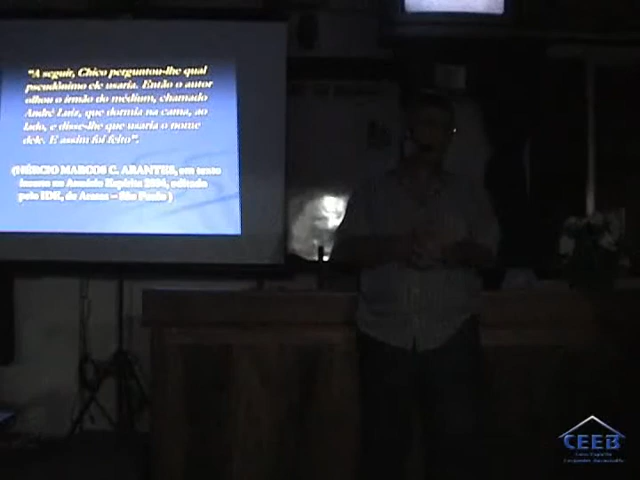 "A seguir, Chico perguntou-lhe qual
pseudônimo ele usaria. Então o autor
olhou o irmão do médium, chamado
André Luiz, que dormia na cama, ao
lado, e disse-lhe que usaria o nome
dele. E assim foi feito".
(HÉRCIO MARCOS C. ARANTES, em texto
inserto no Anuário Espírita 2004, editado
pelo IDE, de Araras – São Paulo )
CEEB
Casa Espírita